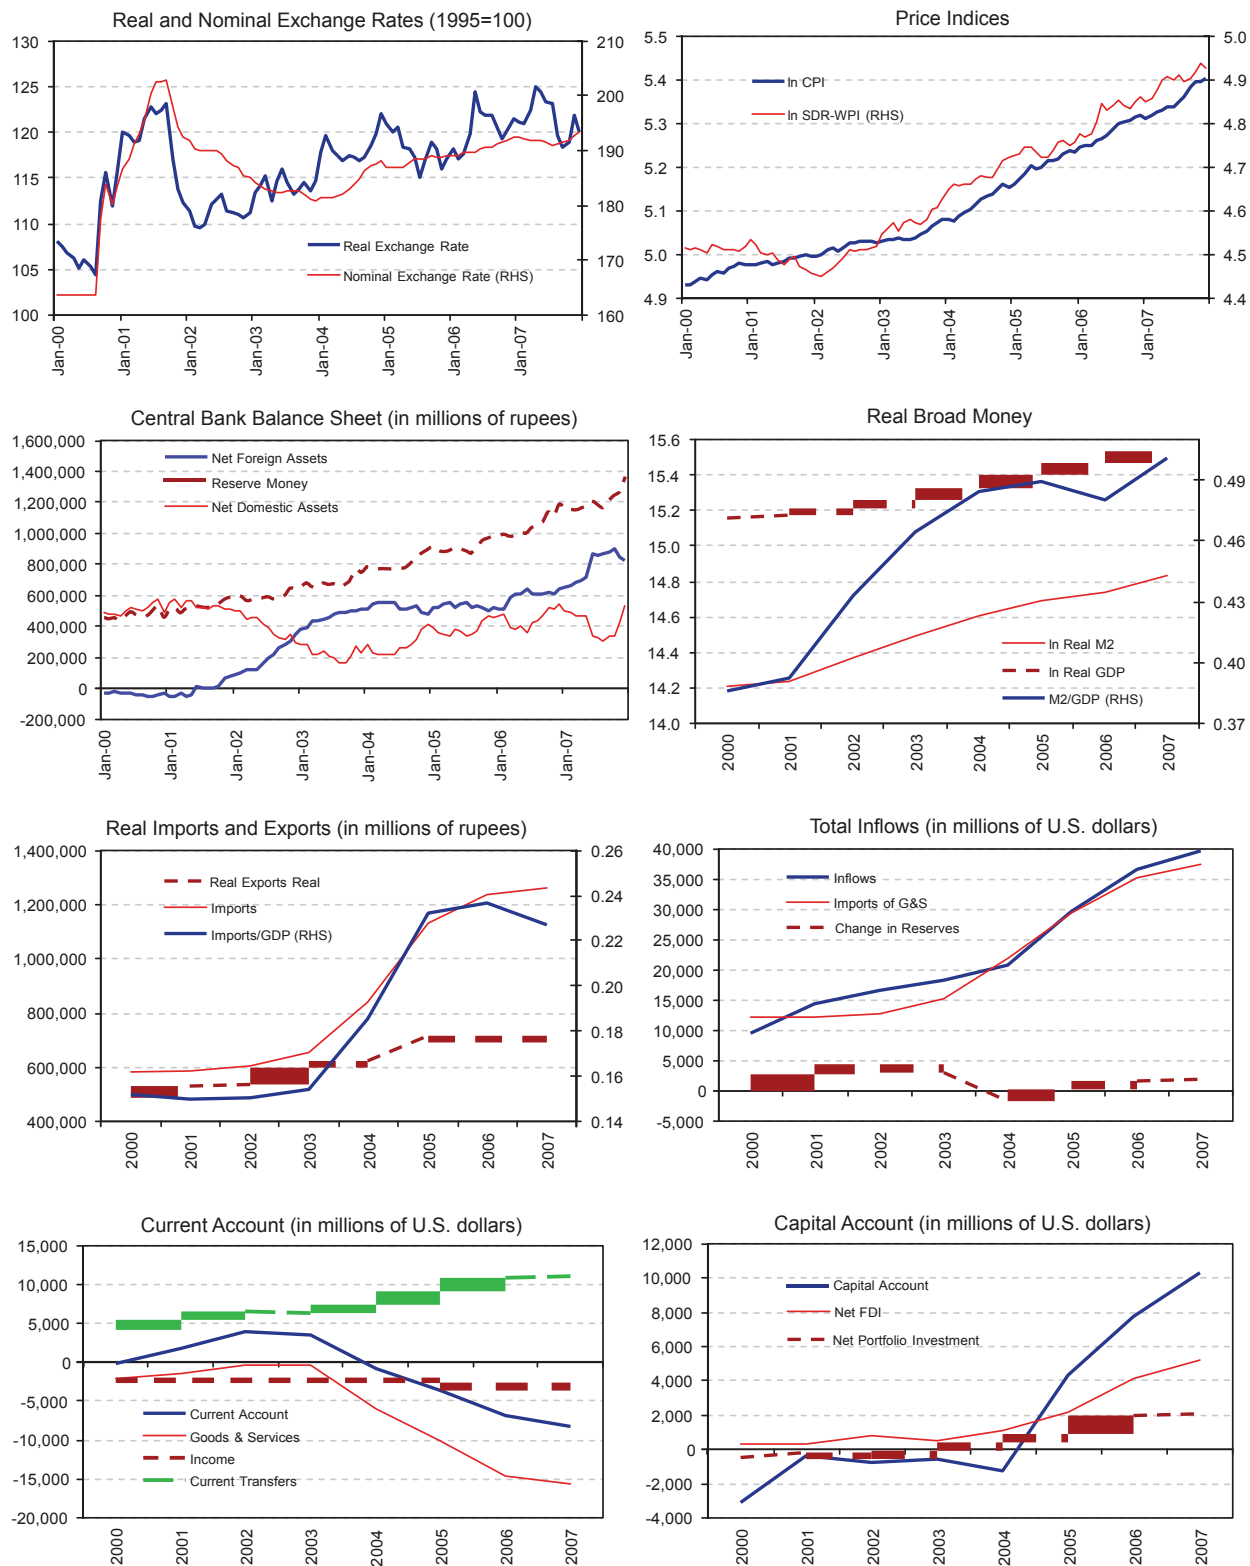 Real and Nominal Exchange Rates (1995=100)
130
125
120
115
110
105
100
210
200
190
180
170
160
Real Exchange Rate
Nominal Exchange Rate (RHS)
Jan-00
Jan-01
Jan-02
Jan-03
Jan-04
Jan-05
Jan-06
Jan-07
Price Indices
5.5
5.4
5.3
5.2
5.1
5.0
4.9
5.0
4.9
4.8
4.7
4.6
4.5
4.4
ln CPI
ln SDR-WPI (RHS)
Jan-00
Jan-01
Jan-02
Jan-03
Jan-04
Jan-05
Jan-06
Jan-07
Central Bank Balance Sheet (in millions of rupees)
1,600,000
1,400,000
1,200,000
1,000,000
800,000
600,000
400,000
200,000
0
-200,000
Net Foreign Assets
Reserve Money
Net Domestic Assets
Jan-00
Jan-01
Jan-02
Jan-03
Jan-04
Jan-05
Jan-06
Jan-07
Real Broad Money
15.6
15.4
15.2
15.0
14.8
14.6
14.4
14.2
14.0
0.49
0.46
0.43
0.40
0.37
ln Real M2
ln Real GDP
M2/GDP (RHS)
2000
2001
2002
2003
2004
2005
2006
2007
Real Imports and Exports (in millions of rupees)
1,400,000
1,200,000
1,000,000
800,000
600,000
400,000
0.26
0.24
0.22
0.20
0.18
0.16
0.14
Real Exports Real
Imports
Imports/GDP (RHS)
2000
2001
2002
2003
2004
2005
2006
2007
Total Inflows (in millions of U.S. dollars)
40,000
35,000
30,000
25,000
20,000
15,000
10,000
5,000
0
-5,000
Inflows
Imports of G&S
Change in Reserves
2000
2001
2002
2003
2004
2005
2006
2007
Current Account (in millions of U.S. dollars)
15,000
10,000
5,000
0
-5,000
-10,000
-15,000
-20,000
Current Account
Goods & Services
Income
Current Transfers
2000
2001
2002
2003
2004
2005
2006
2007
Capital Account (in millions of U.S. dollars)
12,000
10,000
8,000
6,000
4,000
2,000
0
-2,000
-4,000
Capital Account
Net FDI
Net Portfolio Investment
2000
2001
2002
2003
2004
2005
2006
2007